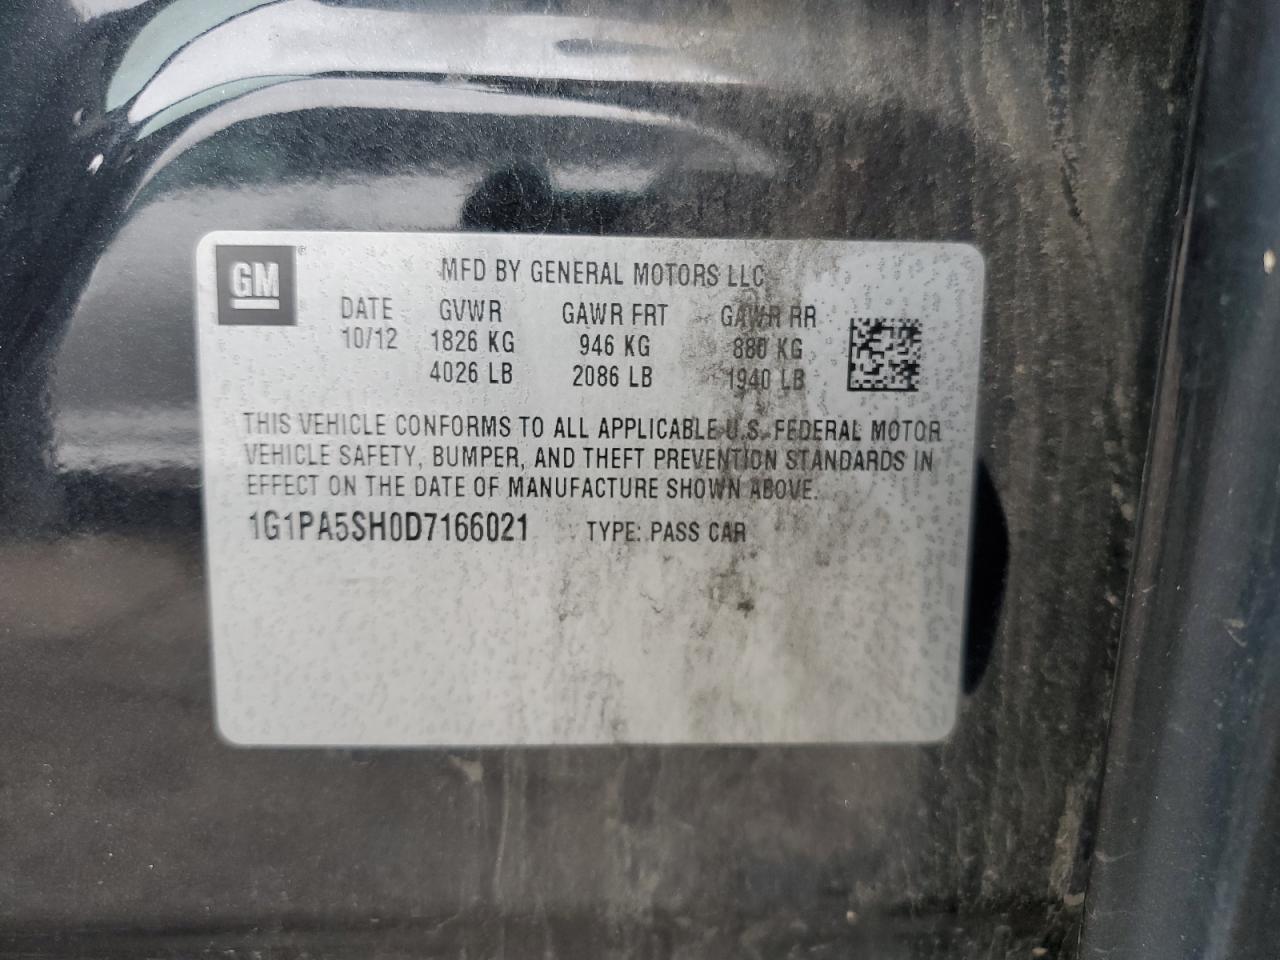 GM
MFD BY GENERAL MOTORS LLC
DATE GVWR GAWR FRT GAWR RR
10/12 1826 KG 946 KG 880 KG
4026 LB 2086 LB 1940 LB
THIS VEHICLE CONFORMS TO ALL APPLICABLE U.S. FEDERAL MOTOR
VEHICLE SAFETY, BUMPER, AND THEFT PREVENTION STANDARDS IN
EFFECT ON THE DATE OF MANUFACTURE SHOWN ABOVE.
1G1PA5SH0D7166021 TYPE: PASS CAR